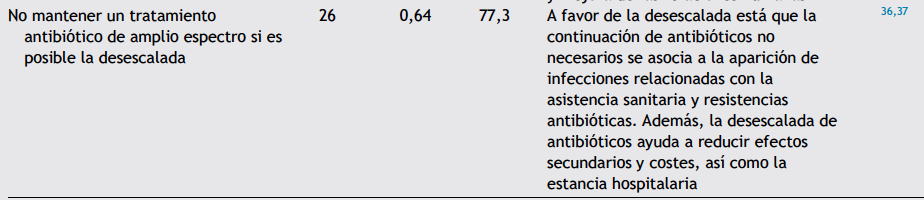 No mantener un tratamiento 26 0,64 77,3 A favor de la desescalada está que la 36,37
antibiótico de amplio espectro si es continuación de antibióticos no
posible la desescalada necesarios se asocia a la aparición de
infecciones relacionadas con la
asistencia sanitaria y resistencias
antibióticas. Además, la desescalada de
antibióticos ayuda a reducir efectos
secundarios y costes, así como la
estancia hospitalaria